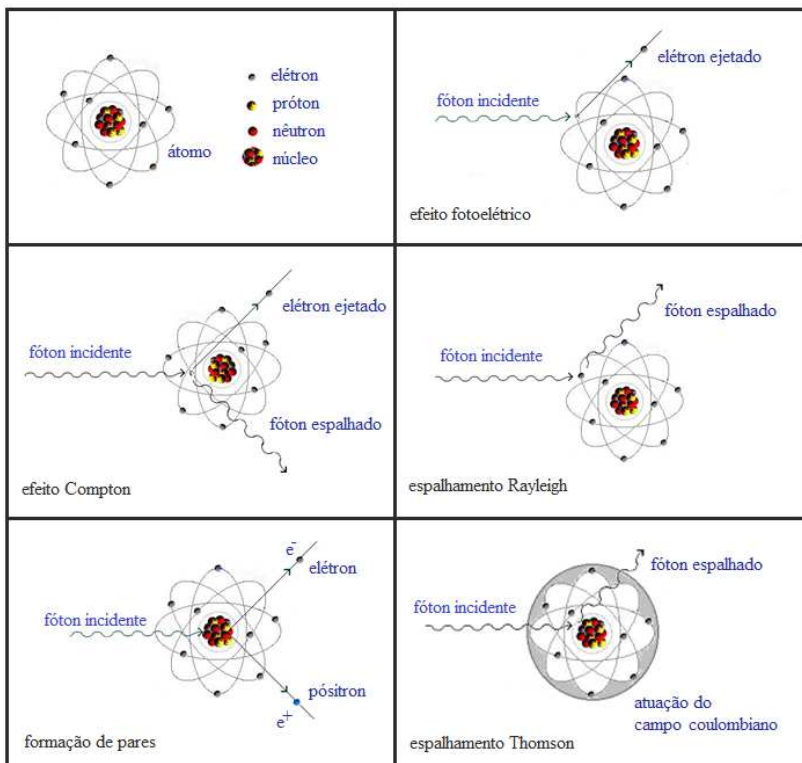 elétron
próton
nêutron
núcleo
átomo
elétron ejetado
fóton incidente
efeito fotoelétrico
elétron ejetado
fóton incidente
fóton espalhado
efeito Compton
fóton espalhado
fóton incidente
espalhamento Rayleigh
e-
elétron
fóton incidente
pósitron
e+
formação de pares
fóton espalhado
fóton incidente
atuação do
campo coulombiano
espalhamento Thomson